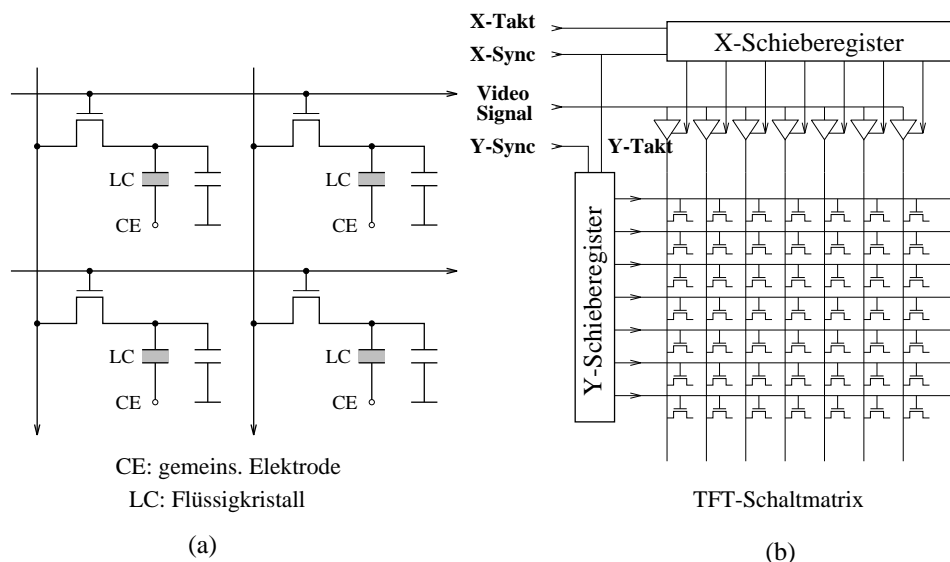 LC
CE
LC
CE
LC
CE
LC
CE
CE: gemeins. Elektrode
LC: Flüssigkristall
(a)
X-Takt
X-Sync
Video
Signal
Y-Sync
X-Schieberegister
Y-Takt
Y-Schieberegister
TFT-Schaltmatrix
(b)